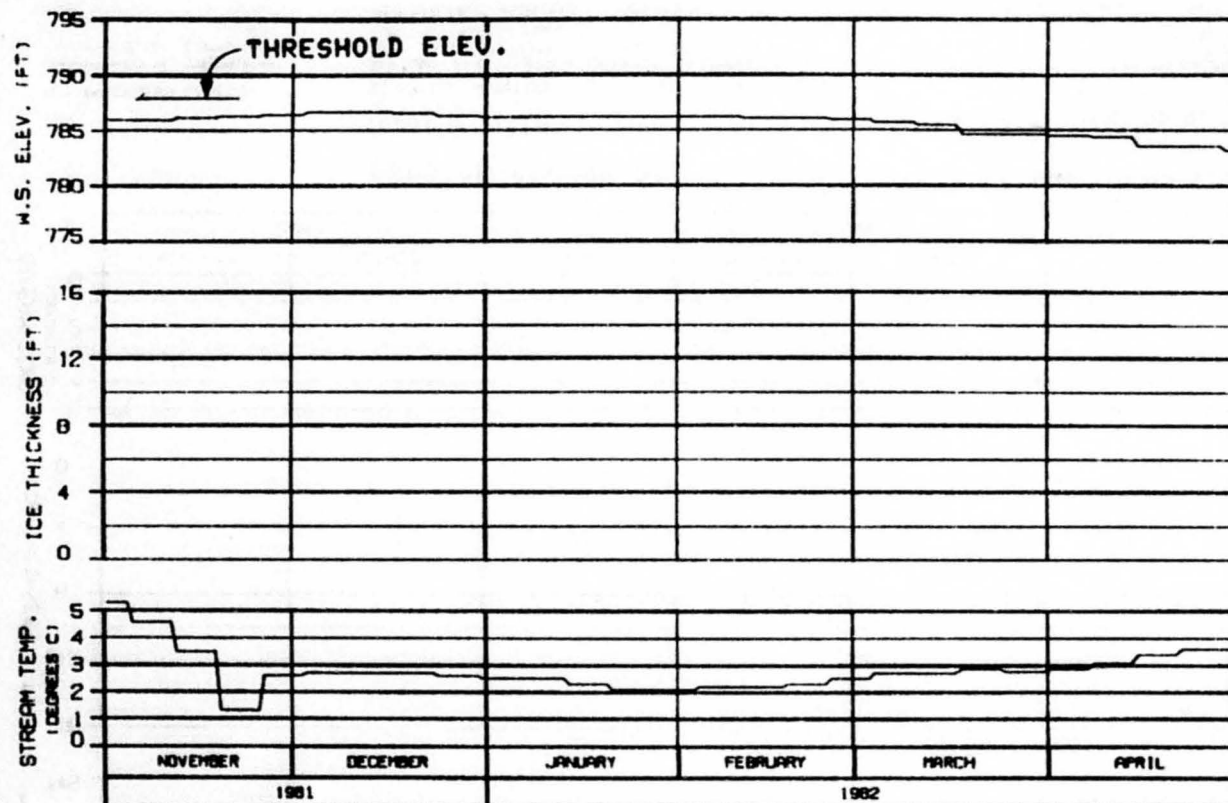 795
THRESHOLD ELEV.
790
785
780
775
W.S. ELEV. (FT)
16
12
8
4
0
ICE THICKNESS (FT)
5
4
3
2
1
0
STREAM TEMP.
(DEGREES C)
NOVEMBER DECEMBER JANUARY FEBRUARY MARCH APRIL
1981 1982